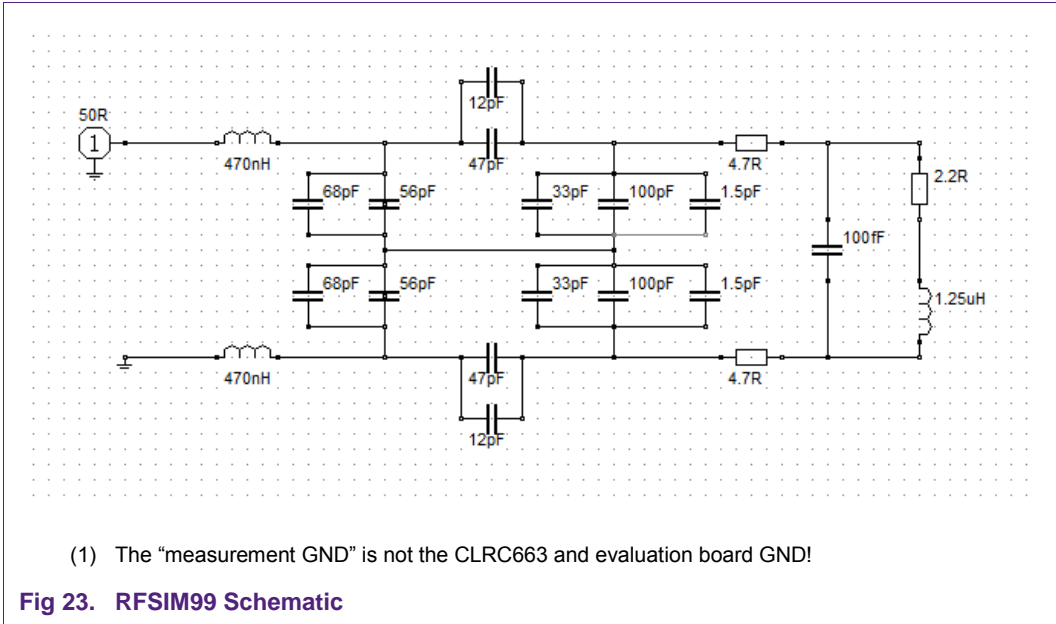 12pF
50R
1
470nH
47pF
4.7R
2.2R
68pF
56pF
33pF
100pF
1.5pF
100fF
68pF
56pF
33pF
100pF
1.5pF
1.25uH
470nH
47pF
4.7R
12pF
(1) The “measurement GND” is not the CLRC663 and evaluation board GND!
Fig 23. RFSIM99 Schematic